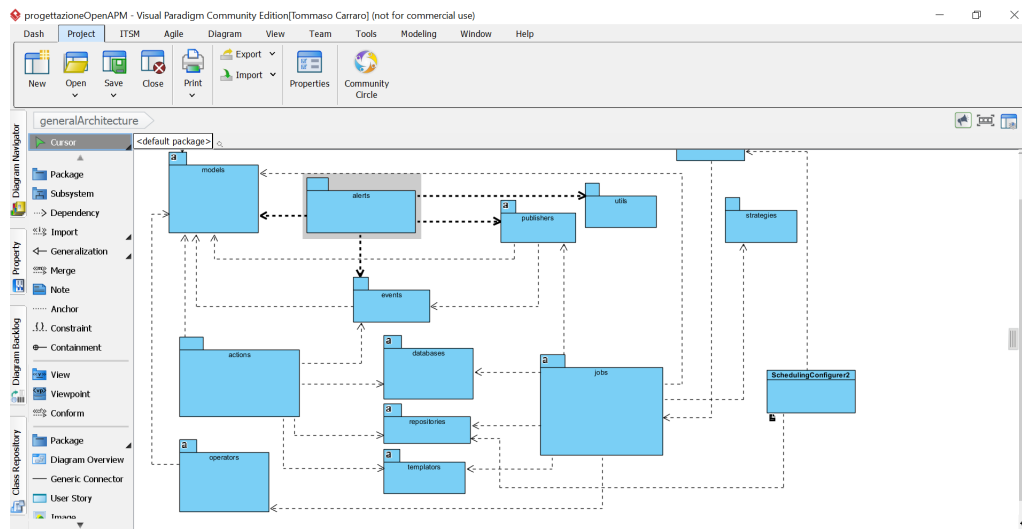 progettazioneOpenAPM - Visual Paradigm Community Edition[Tommaso Carraro] (not for commercial use)
Dash Project ITSM Agile Diagram View Team Tools Modeling Window Help
New Open Save Close Print Export Import Properties Community Circle
generalArchitecture
Diagram Navigator
Property
Diagram Backlog
Class Repository
Cursor
Package
Subsystem
Dependency
«i» Import
Generalization
Merge
Note
Anchor
{.} Constraint
Containment
View
Viewpoint
Conform
Package
Diagram Overview
Generic Connector
User Story
Image
<default package>
a
models
alerts
a
publishers
utils
strategies
events
actions
a
databases
a
jobs
SchedulingConfigurer2
a
repositories
a
operators
a
templators